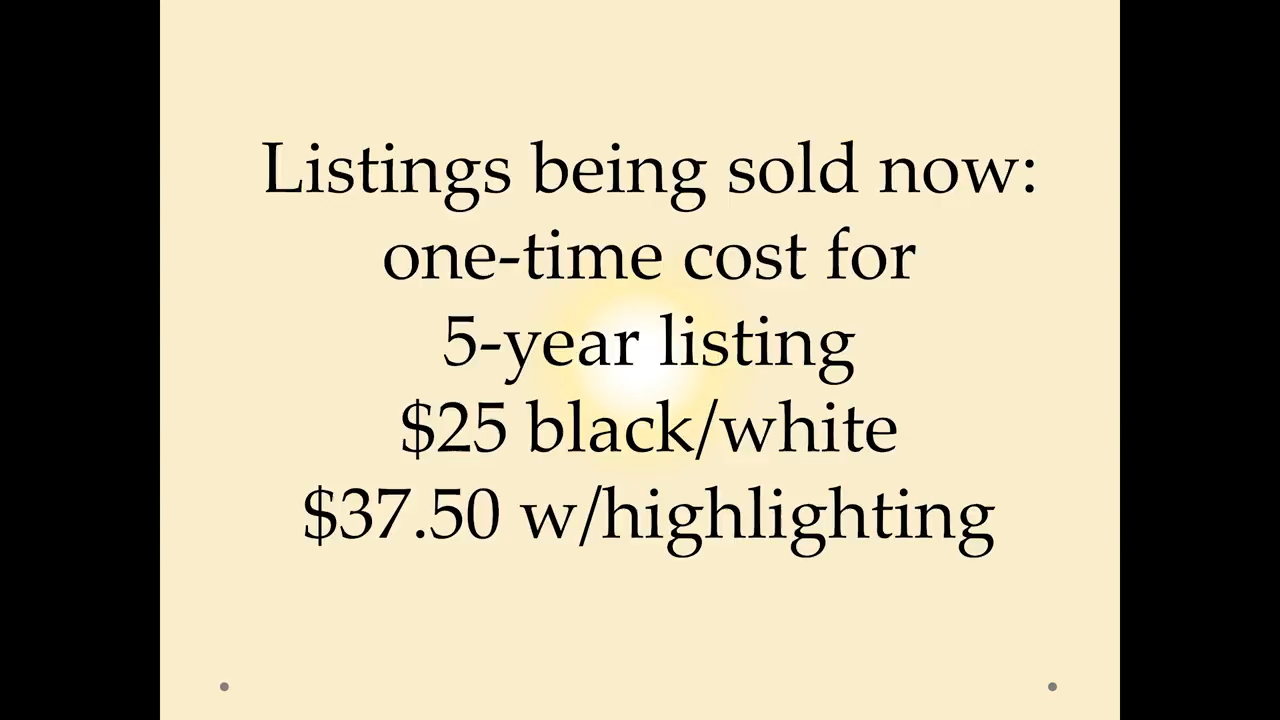 Listings being sold now:
one-time cost for
5-year listing
$25 black/white
$37.50 w/highlighting